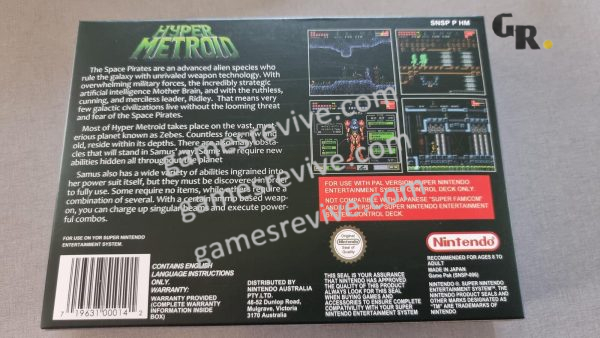 HYPER
METROID
SNSP P HM
GR.
The Space Pirates are an advanced alien species who
rule the galaxy with unrivaled weapon technology. With
overwhelming military forces, the incredibly strategic
artificial intelligence Mother Brain, and with the ruthless,
cunning, and merciless leader, Ridley. That means very
few galactic civilizations live without the looming threat
and fear of the Space Pirates.
Most of Hyper Metroid takes place on the vast,
erious planet known as Zebes. Countless foes
old, reside within its depths. There are many obsta-
cles that will stand in Samus' way. Some require new
abilities hidden all through the planet
Samus also has a wide variety of abilities ingrained into
her power suit itself, but they must be discovered in
to fully use. Some require no items, while some require a
combination of several. With a certain item based weap-
on, you can charge up singular beams and execute power-
ful combos.
gamesrevive.com
gamesrevive.com
gamesrevive.com
FOR USE WITH PAL VERSION SUPER NINTENDO
ENTERTAINMENT SYSTEM CONTROL DECK ONLY.
NOT COMPATIBLE WITH JAPANESE "SUPER FAMICOM"
AND US VERSION SUPER NINTENDO ENTERTAINMENT
SYSTEM CONTROL DECK.
FOR USE ON YOR SUPER NINTENDO
ENTERTAINMENT SYSTEM.
7 19631 00014 2
CONTAINS ENGLISH
LANGUAGE INSTRUCTIONS
ONLY.
WARRANTY:
WARRANTY PROVIDED
(COMPLETE WARRANTY
INFORMATION INSIDE
PACKAGE)
DISTRIBUTED BY
NINTENDO AUSTRALIA
PTY.LTD.
48-52 Dunlop Road,
Mulgrave, Victoria
3170 Australia
Original
Nintendo
Seal of
Quality
THIS SEAL IS YOUR ASSURANCE
THAT NINTENDO HAS APPROVED
THE QUALITY OF THIS PRODUCT
ALWAYS LOOK FOR THIS SEAL
WHEN BUYING GAMES AND
ACCESSORIES TO ENSURE COMPLETE
COMPATIBILITY WITH YOUR SUPER
NINTENDO ENTERTAINMENT SYSTEM.
Nintendo
RECOMMENDED FOR AGES 6 TO
ADULT
MADE IN JAPAN
Game Pak (SNSP-006)
NINTENDO®, SUPER NINTENDO
ENTERTAINMENT SYSTEM™, THE
NINTENDO PRODUCT SEALS AND
OTHER MARKS DESIGNATED AS
"TM" ARE TRADEMARKS OF
NINTENDO